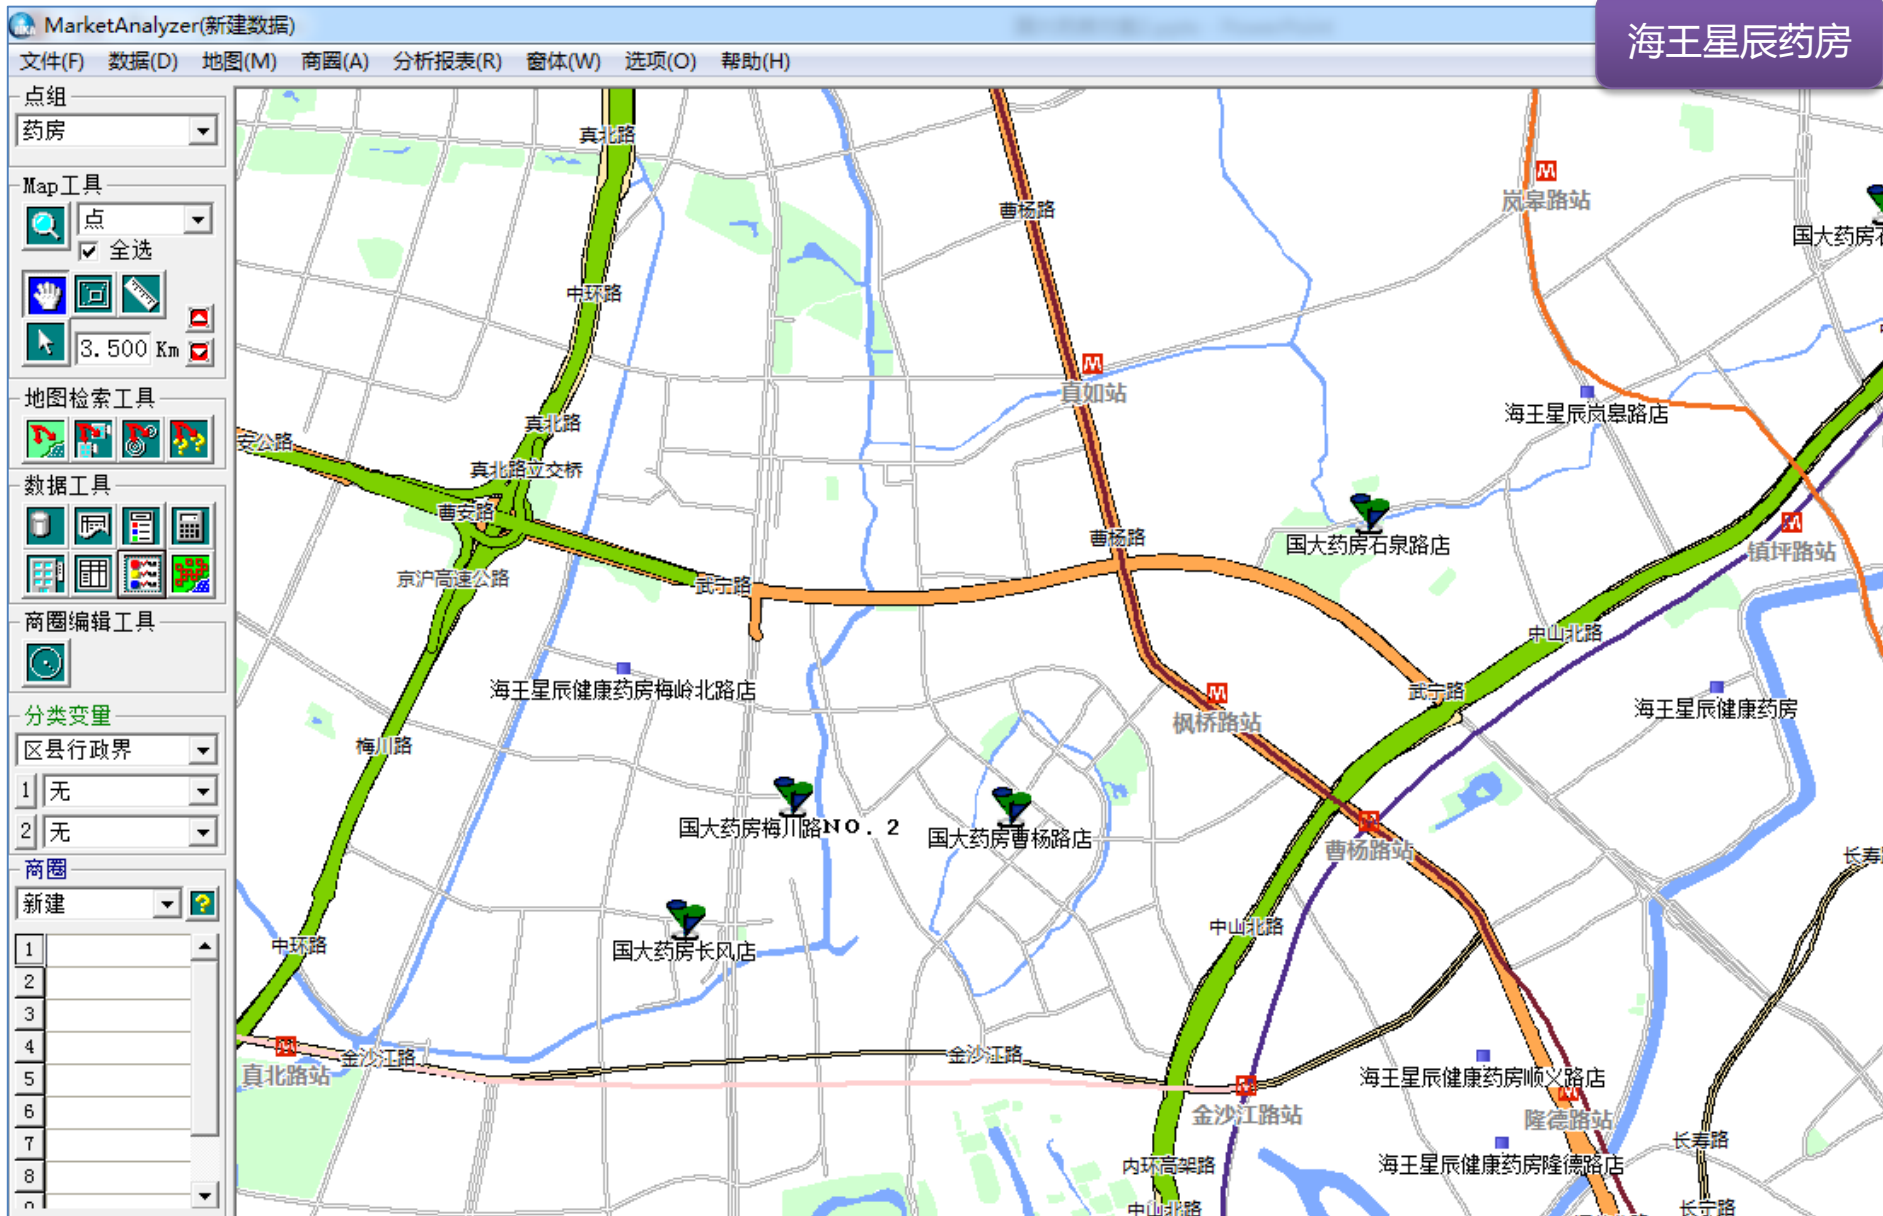 MarketAnalyzer(新建数据)
海王星辰药房
文件(F) 数据(D) 地图(M) 商圈(A) 分析报表(R) 窗体(W) 选项(O) 帮助(H)
点组
药房
Map工具
点
全选
3.500 Km
地图检索工具
数据工具
商圈编辑工具
分类变量
区县行政界
1 无
2 无
商圈
新建
1
2
3
4
5
6
7
8
真北路
曹杨路
岚皋路站
国大药房石
中环路
真如站
海王星辰岚皋路店
真北路
安公路
真北路立交桥
曹安路
曹杨路
国大药房石泉路店
镇坪路站
京沪高速公路
武宁路
中山北路
海王星辰健康药房梅岭北路店
武宁路
枫桥路站
海王星辰健康药房
梅川路
国大药房梅川路NO.2
国大药房曹杨路店
曹杨路站
长寿
中山北路
中环路
国大药房长风店
金沙江路
金沙江路
真北路站
海王星辰健康药房顺义路店
金沙江路站
隆德路站
长寿路
内环高架路
海王星辰健康药房隆德路店
中山北路
长宁路